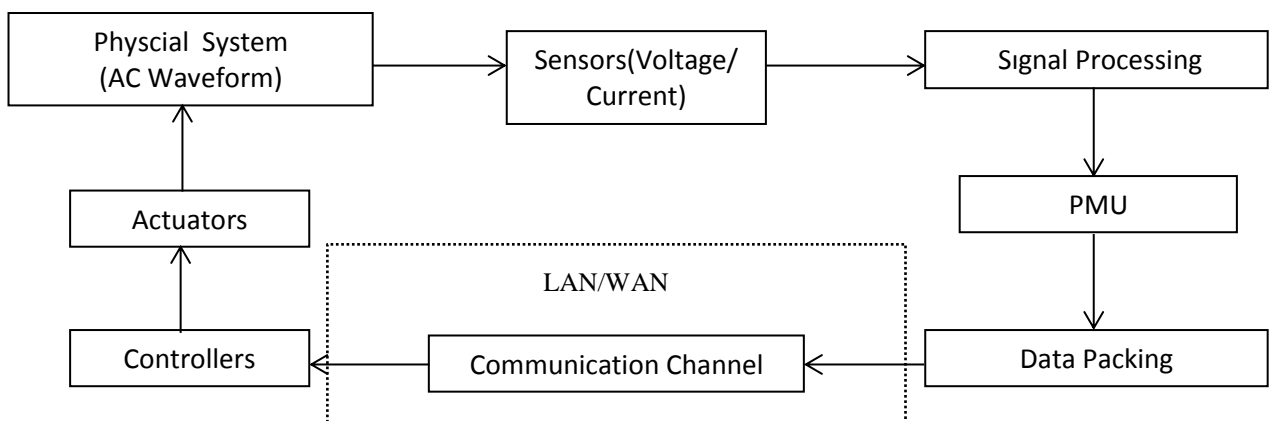 Physcial System
(AC Waveform)
Sensors(Voltage/
Current)
Sıgnal Processing
Actuators
PMU
LAN/WAN
Controllers
Communication Channel
Data Packing